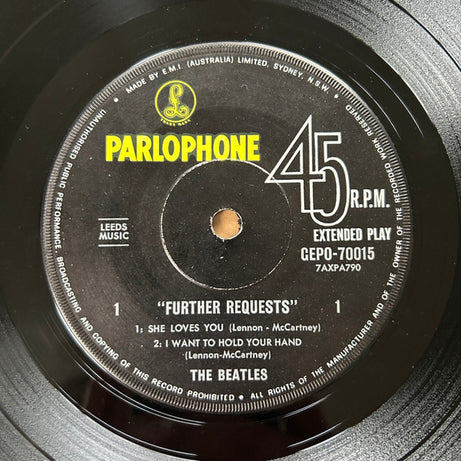 MADE BY E.M.I. (AUSTRALIA) LIMITED, SYDNEY, N.S.W.
TRADE MARK
PARLOPHONE
45
R.P.M.
EXTENDED PLAY
LEEDS
MUSIC
GEPO-70015
7AXPA790
1 "FURTHER REQUESTS" 1
1: SHE LOVES YOU (Lennon - McCartney)
2: I WANT TO HOLD YOUR HAND
(Lennon-McCartney)
THE BEATLES
UNAUTHORISED PUBLIC PERFORMANCE, BROADCASTING AND COPYING OF THIS RECORD PROHIBITED • ALL RIGHTS OF THE MANUFACTURER AND OF THE OWNER OF THE RECORDED WORK RESERVED